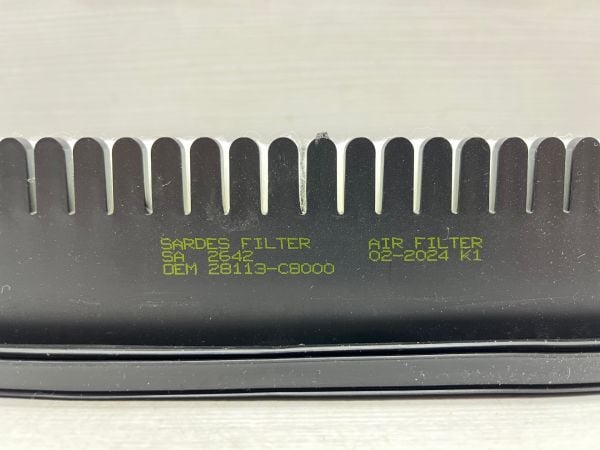 SARDES FILTER AIR FILTER
SA 2642 02-2024 K1
OEM 28113-C8000